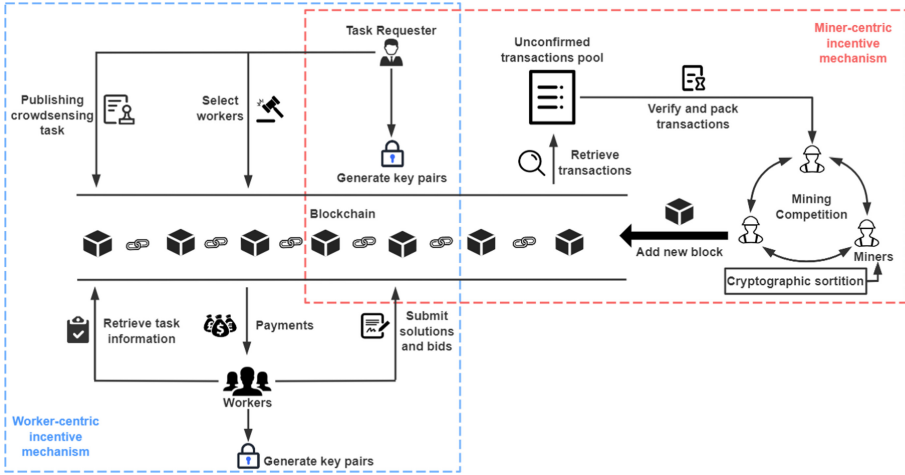 Task Requester
Unconfirmed
transactions pool
Miner-centric
incentive
mechanism
Publishing
crowdsensing
task
Select
workers
Verify and pack
transactions
Generate key pairs
Retrieve
transactions
Mining
Competition
Blockchain
Add new block
Miners
Cryptographic sortition
Retrieve task
information
Payments
Submit
solutions
and bids
Workers
Worker-centric
incentive
mechanism
Generate key pairs